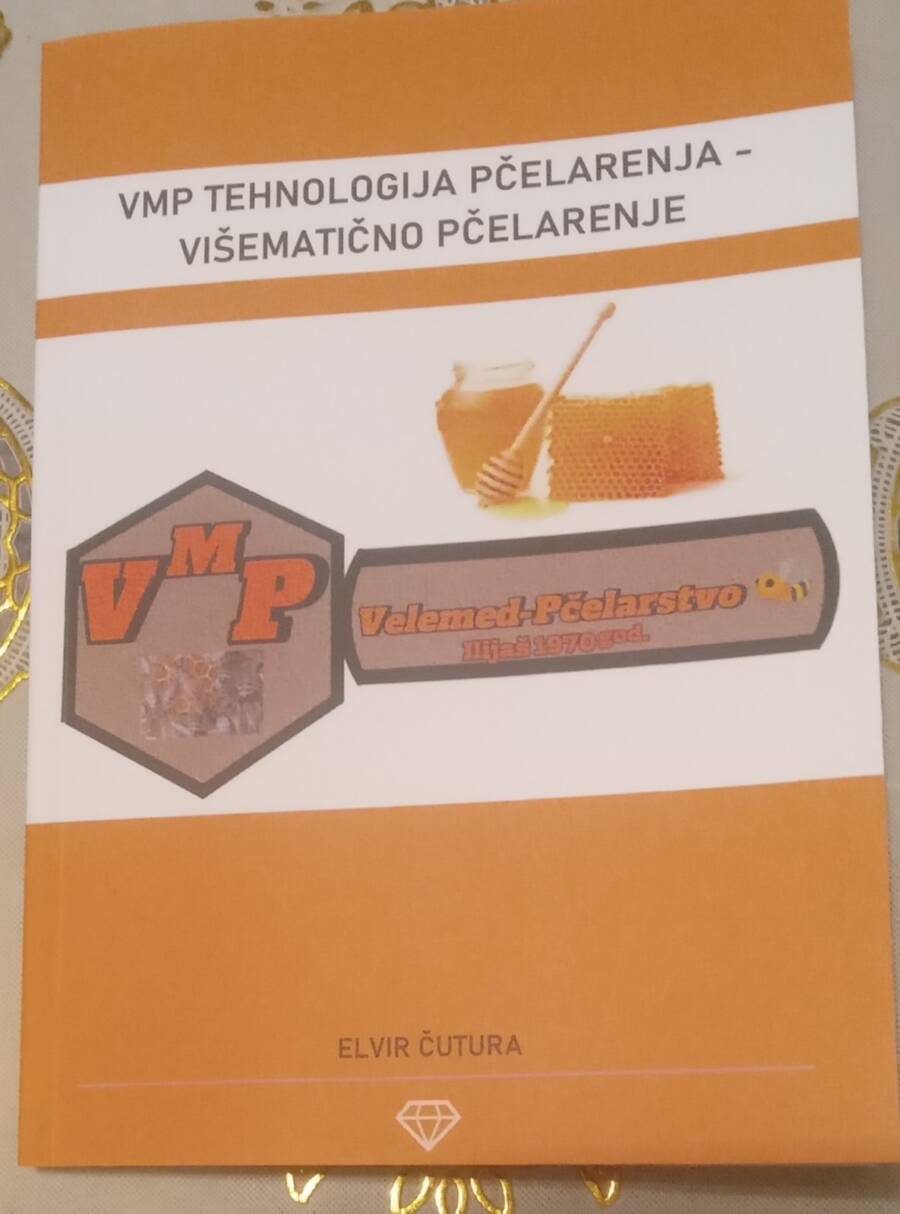 VMP TEHNOLOGIJA PČELARENJA -
VIŠEMATIČNO PČELARENJE
VMP
Velemed-Pčelarstvo
Ilijaš 1970 god.
ELVIR ČUTURA